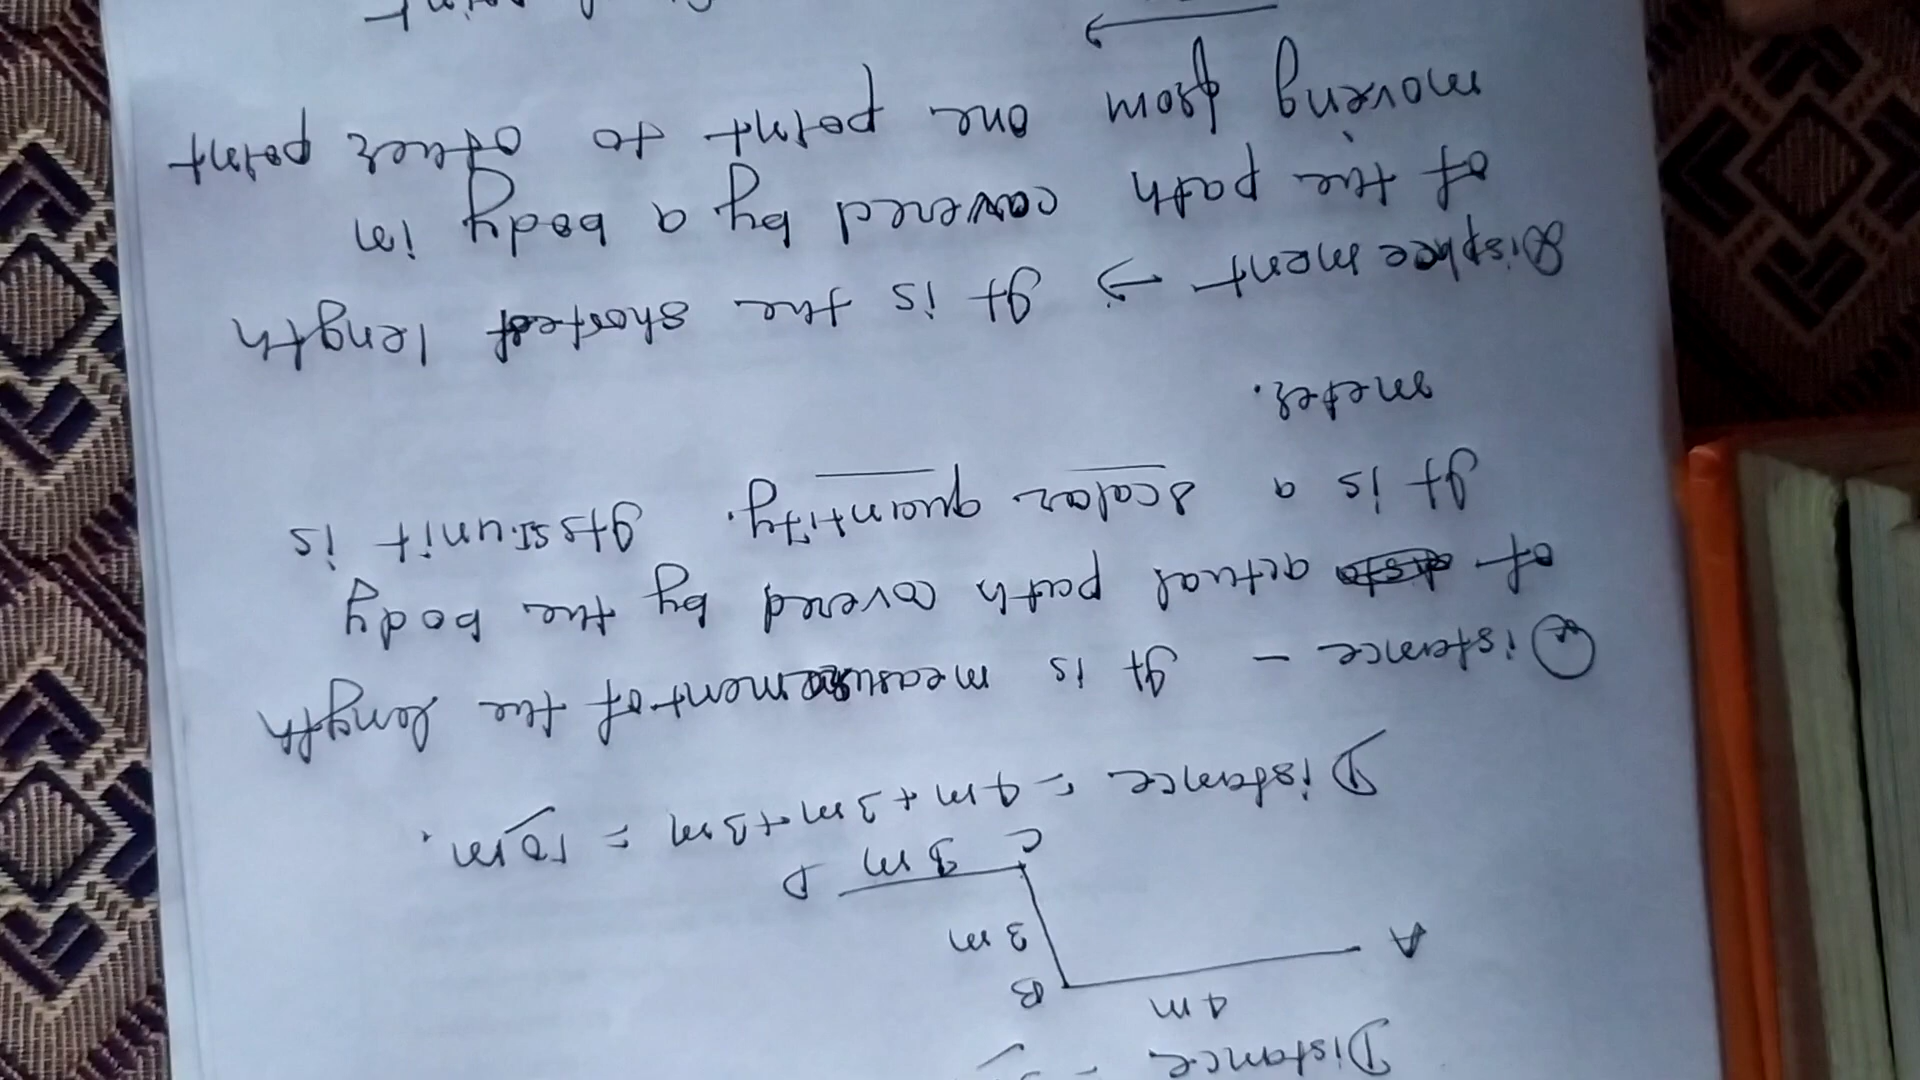 Distance -
4m
A B
3m
3m
C D
Distance = 4m + 3m + 3m = 10m.
Distance - It is measurement of the length
of actual path covered by the body
It is a scalar quantity. Its SI unit is
meter.
Displacement → It is the shortest length
of the path covered by a body in
moveng from one point to other point
point